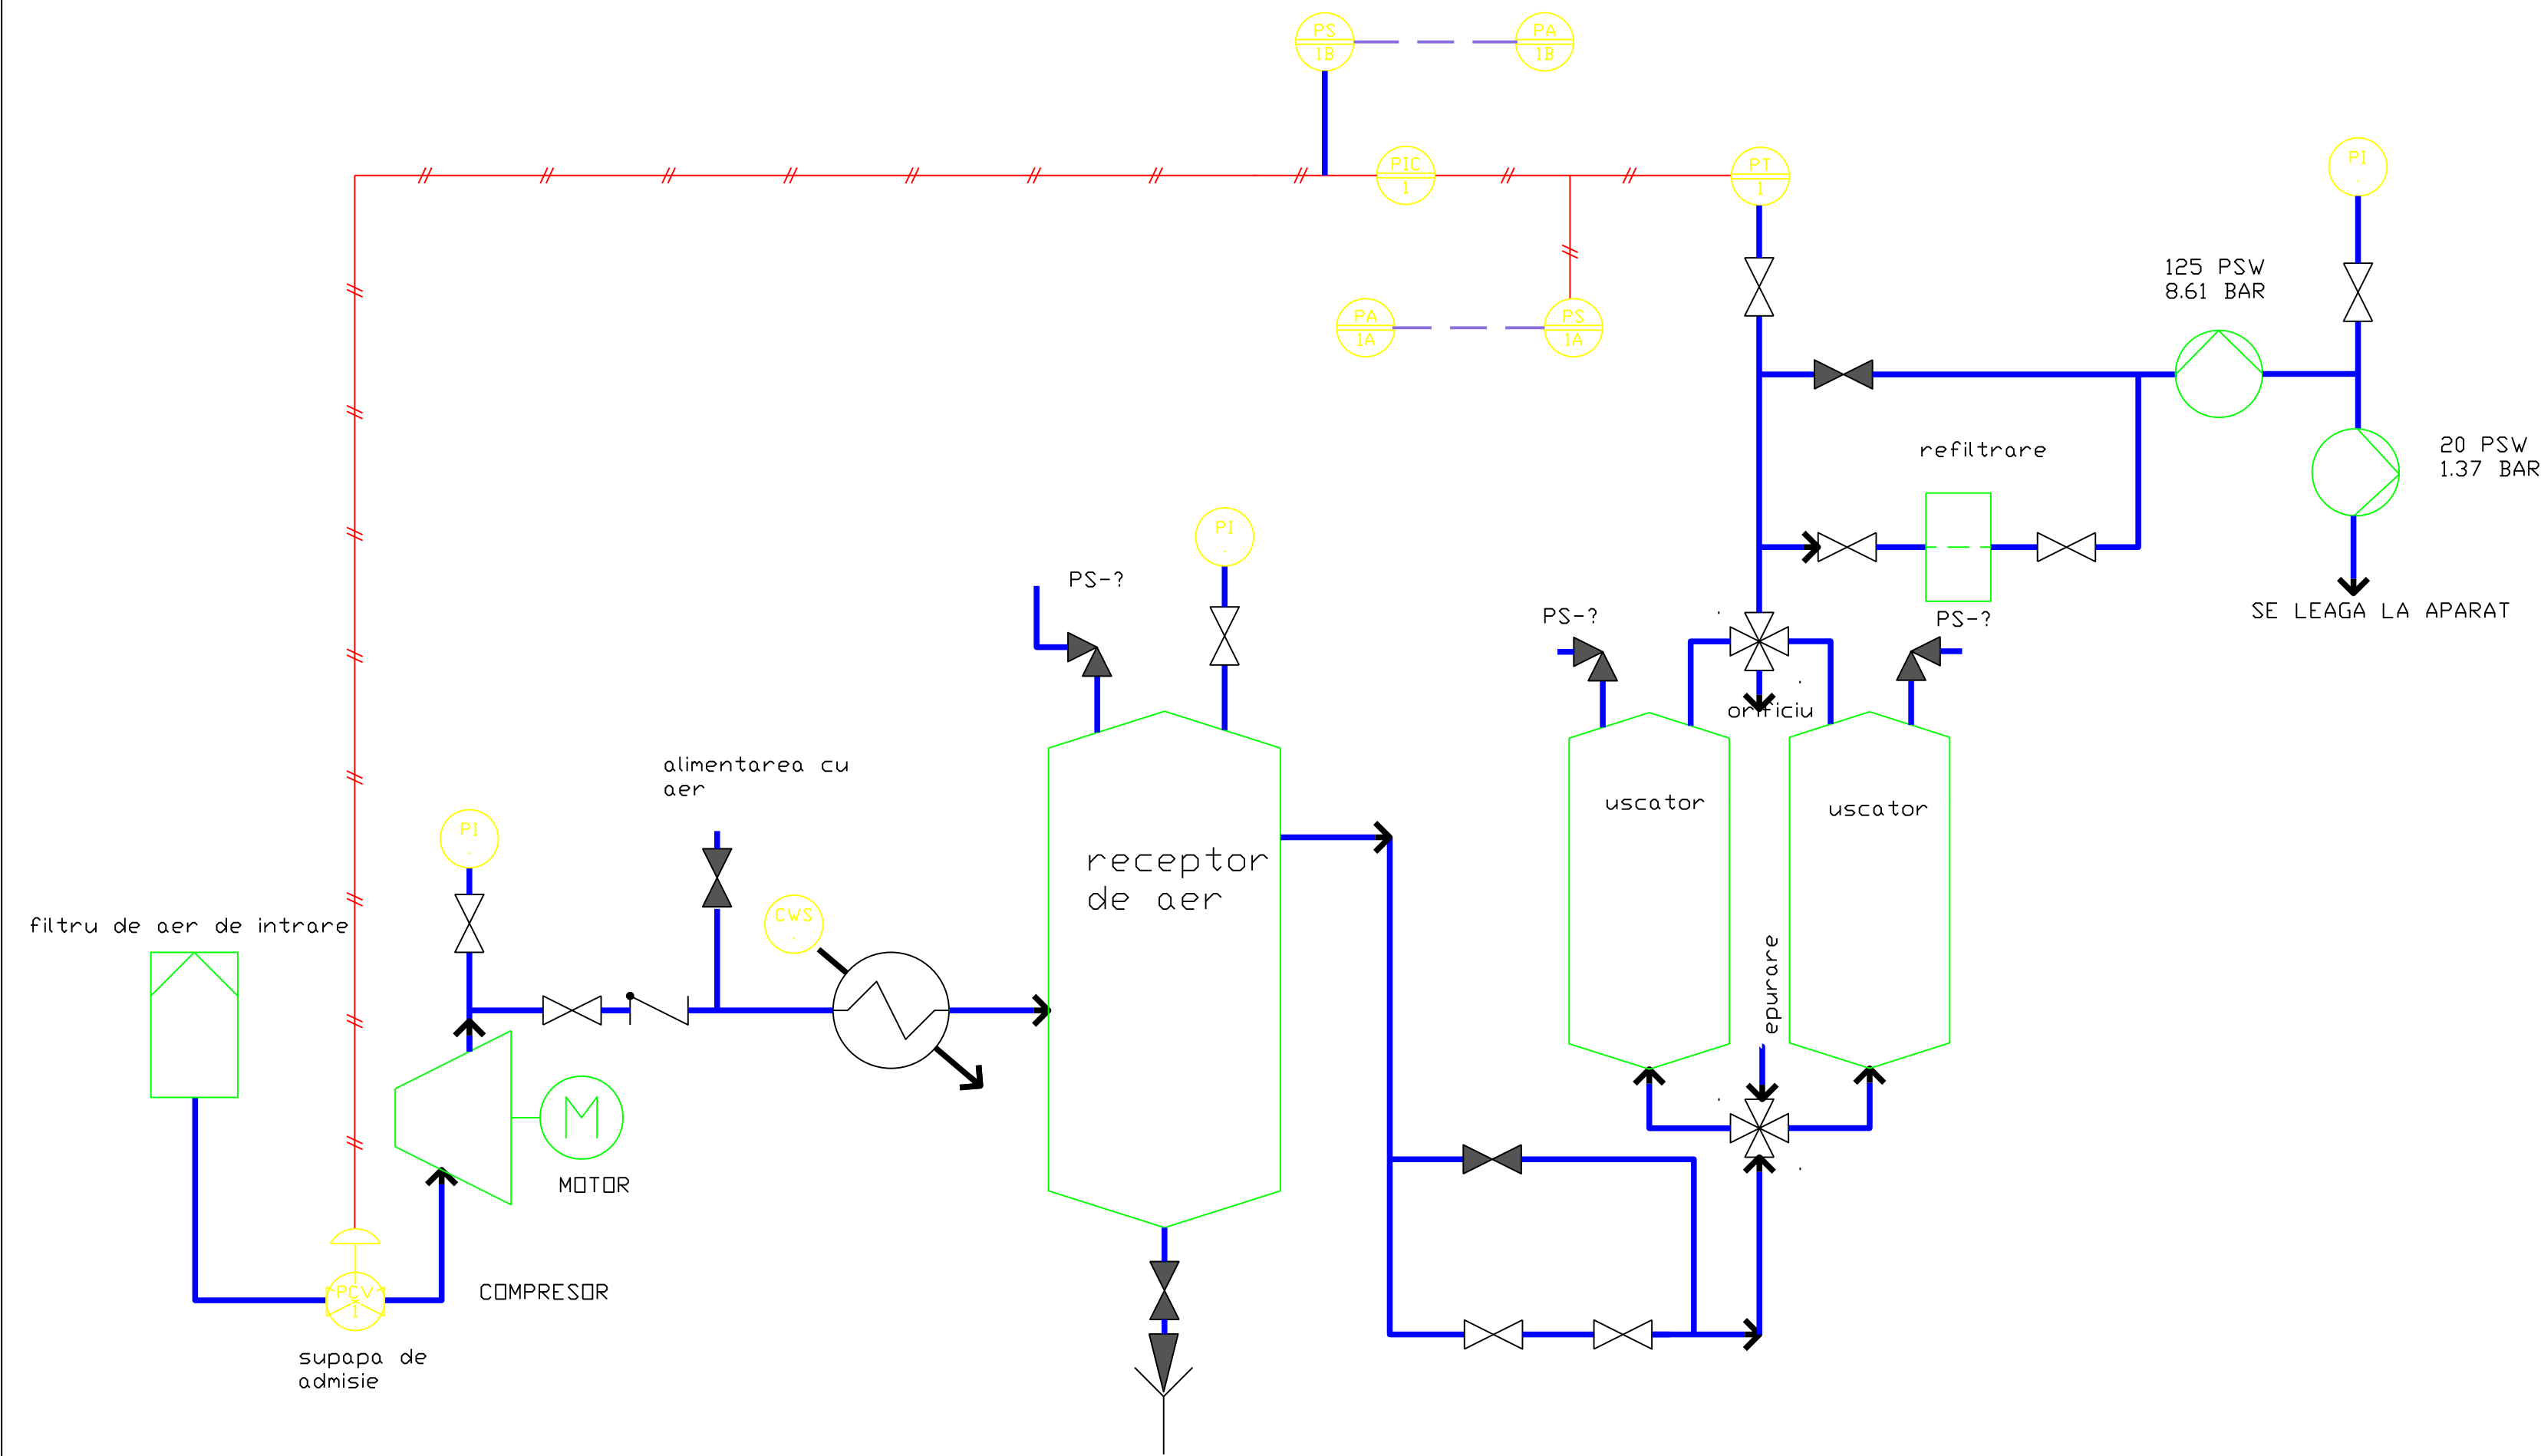 PS
1B
PA
1B
PIC
1
PT
1
PI
125 PSW
8.61 BAR
PA
1A
PS
1A
refiltrare
20 PSW
1.37 BAR
PI
PS-?
PS-?
PS-?
SE LEAGA LA APARAT
orificiu
alimentarea cu
aer
uscator
uscator
PI
receptor
de aer
CWS
filtru de aer de intrare
epurare
M
MOTOR
COMPRESOR
PCV
1
supapa de
admisie